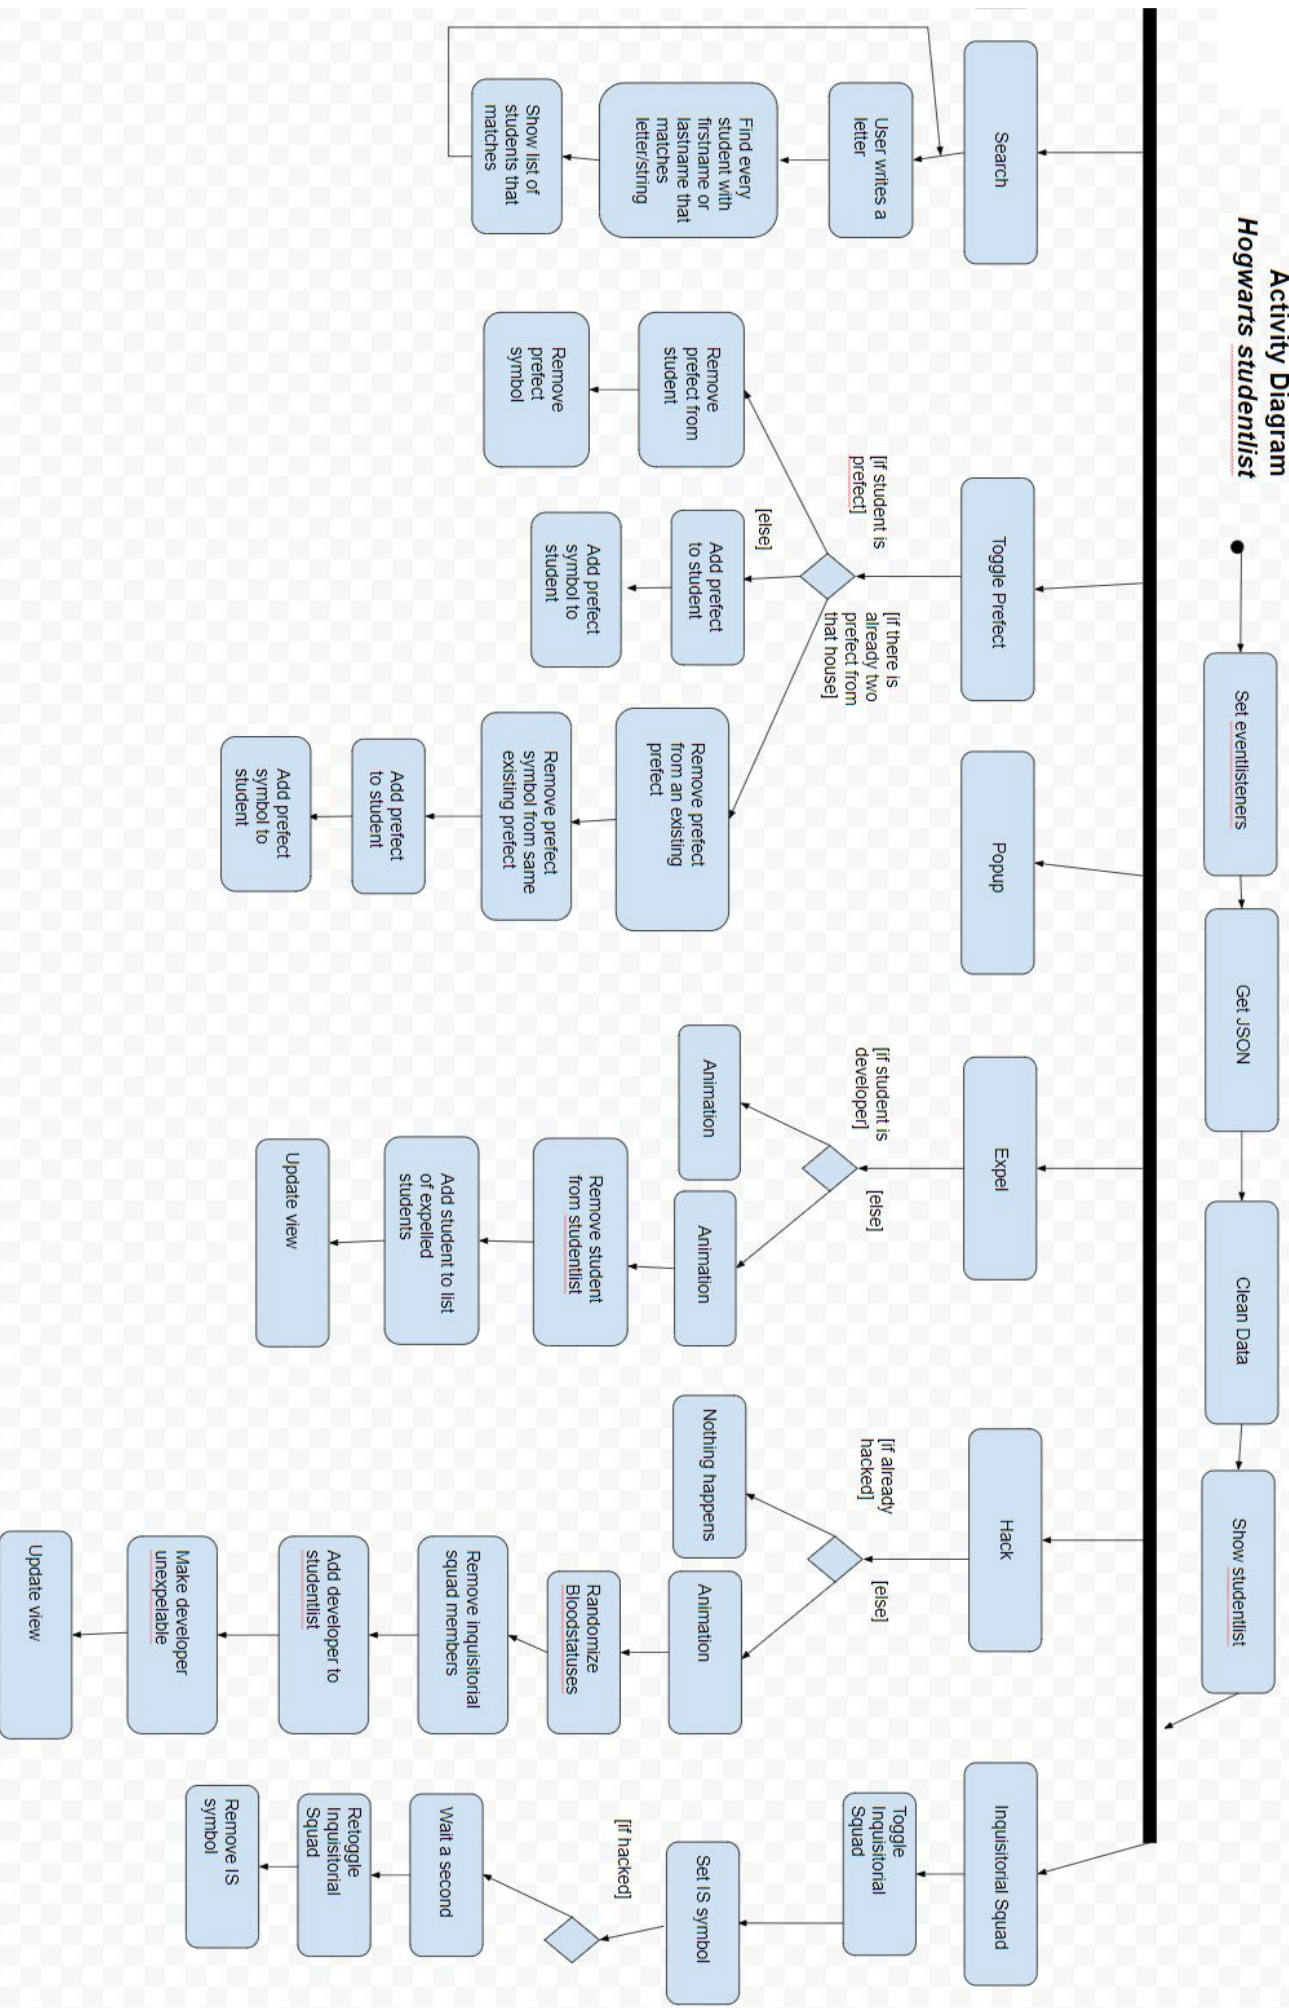 Activity Diagram
Hogwarts studentlist
Set eventlisteners
Get JSON
Clean Data
Show studentlist
Search
User writes a
letter
Find every
student with
firstname or
lastname that
matches
letter/string
Show list of
students that
matches
Toggle Prefect
[if student is
prefect]
[if there is
already two
prefect from
that house]
[else]
Remove
prefect from
student
Remove
prefect
symbol
Add prefect
to student
Add prefect
symbol to
student
Remove prefect
from an existing
prefect
Remove prefect
symbol from same
existing prefect
Add prefect
to student
Add prefect
symbol to
student
Popup
Expel
[if student is
developer]
[else]
Animation
Animation
Remove student
from studentlist
Add student to list
of expelled
students
Update view
Hack
[if already
hacked]
[else]
Nothing happens
Animation
Randomize
Bloodstatuses
Remove inquisitorial
squad members
Add developer to
studentlist
Make developer
unexpelable
Update view
Inquisitorial Squad
Toggle
Inquisitorial
Squad
Set IS symbol
[if hacked]
Wait a second
Retoggle
Inquisitorial
Squad
Remove IS
symbol